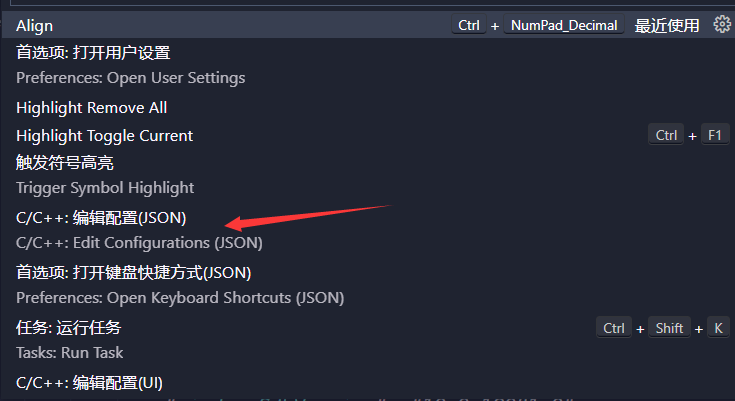 Align Ctrl + NumPad_Decimal 最近使用
首选项: 打开用户设置
Preferences: Open User Settings
Highlight Remove All
Highlight Toggle Current Ctrl + F1
触发符号高亮
Trigger Symbol Highlight
C/C++: 编辑配置(JSON)
C/C++: Edit Configurations (JSON)
首选项: 打开键盘快捷方式(JSON)
Preferences: Open Keyboard Shortcuts (JSON)
任务: 运行任务 Ctrl + Shift + K
Tasks: Run Task
C/C++: 编辑配置(UI)